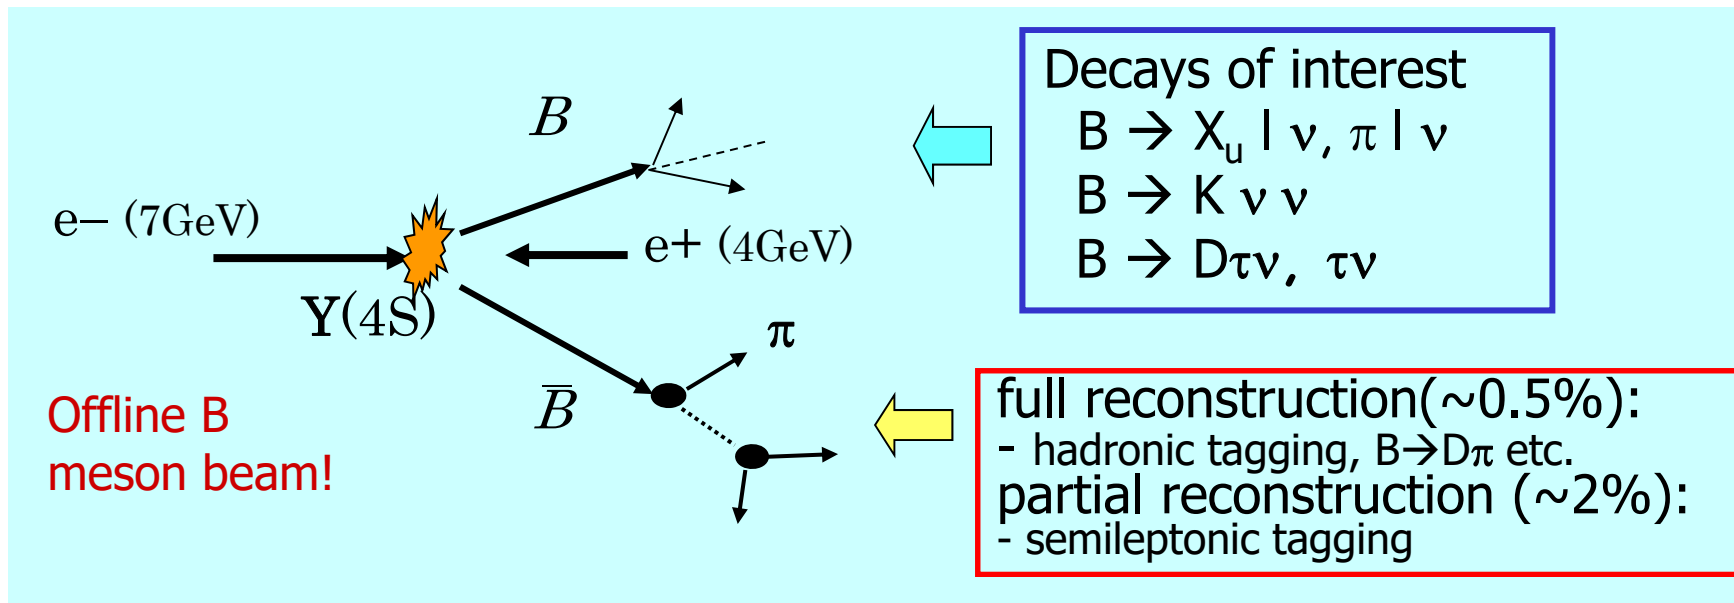 Decays of interest
B → Xu l ν, π l ν
B → K ν ν
B → Dτν, τν
B
e− (7GeV)
e+ (4GeV)
Υ(4S)
π
B̅
Offline B
meson beam!
full reconstruction(~0.5%):
- hadronic tagging, B→Dπ etc.
partial reconstruction (~2%):
- semileptonic tagging